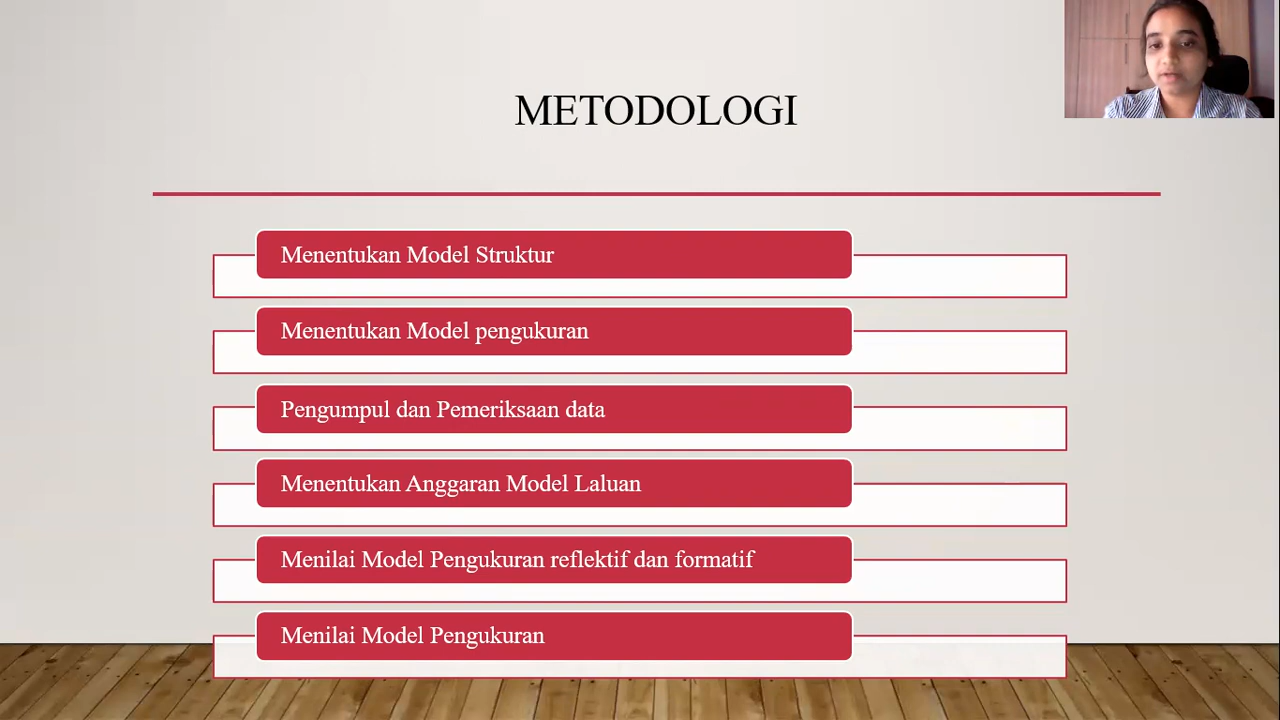 METODOLOGI
Menentukan Model Struktur
Menentukan Model pengukuran
Pengumpul dan Pemeriksaan data
Menentukan Anggaran Model Laluan
Menilai Model Pengukuran reflektif dan formatif
Menilai Model Pengukuran